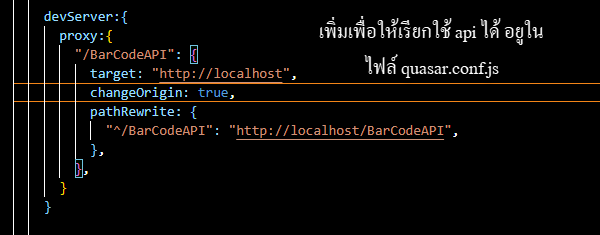 devServer:{
proxy:{
"/BarCodeAPI": {
target: "http://localhost",
changeOrigin: true,
pathRewrite: {
"^/BarCodeAPI": "http://localhost/BarCodeAPI",
},
},
}
}
เพิ่มเพื่อให้เรียกใช้ api ได้ อยูใน
ไฟล์ quasar.conf.js